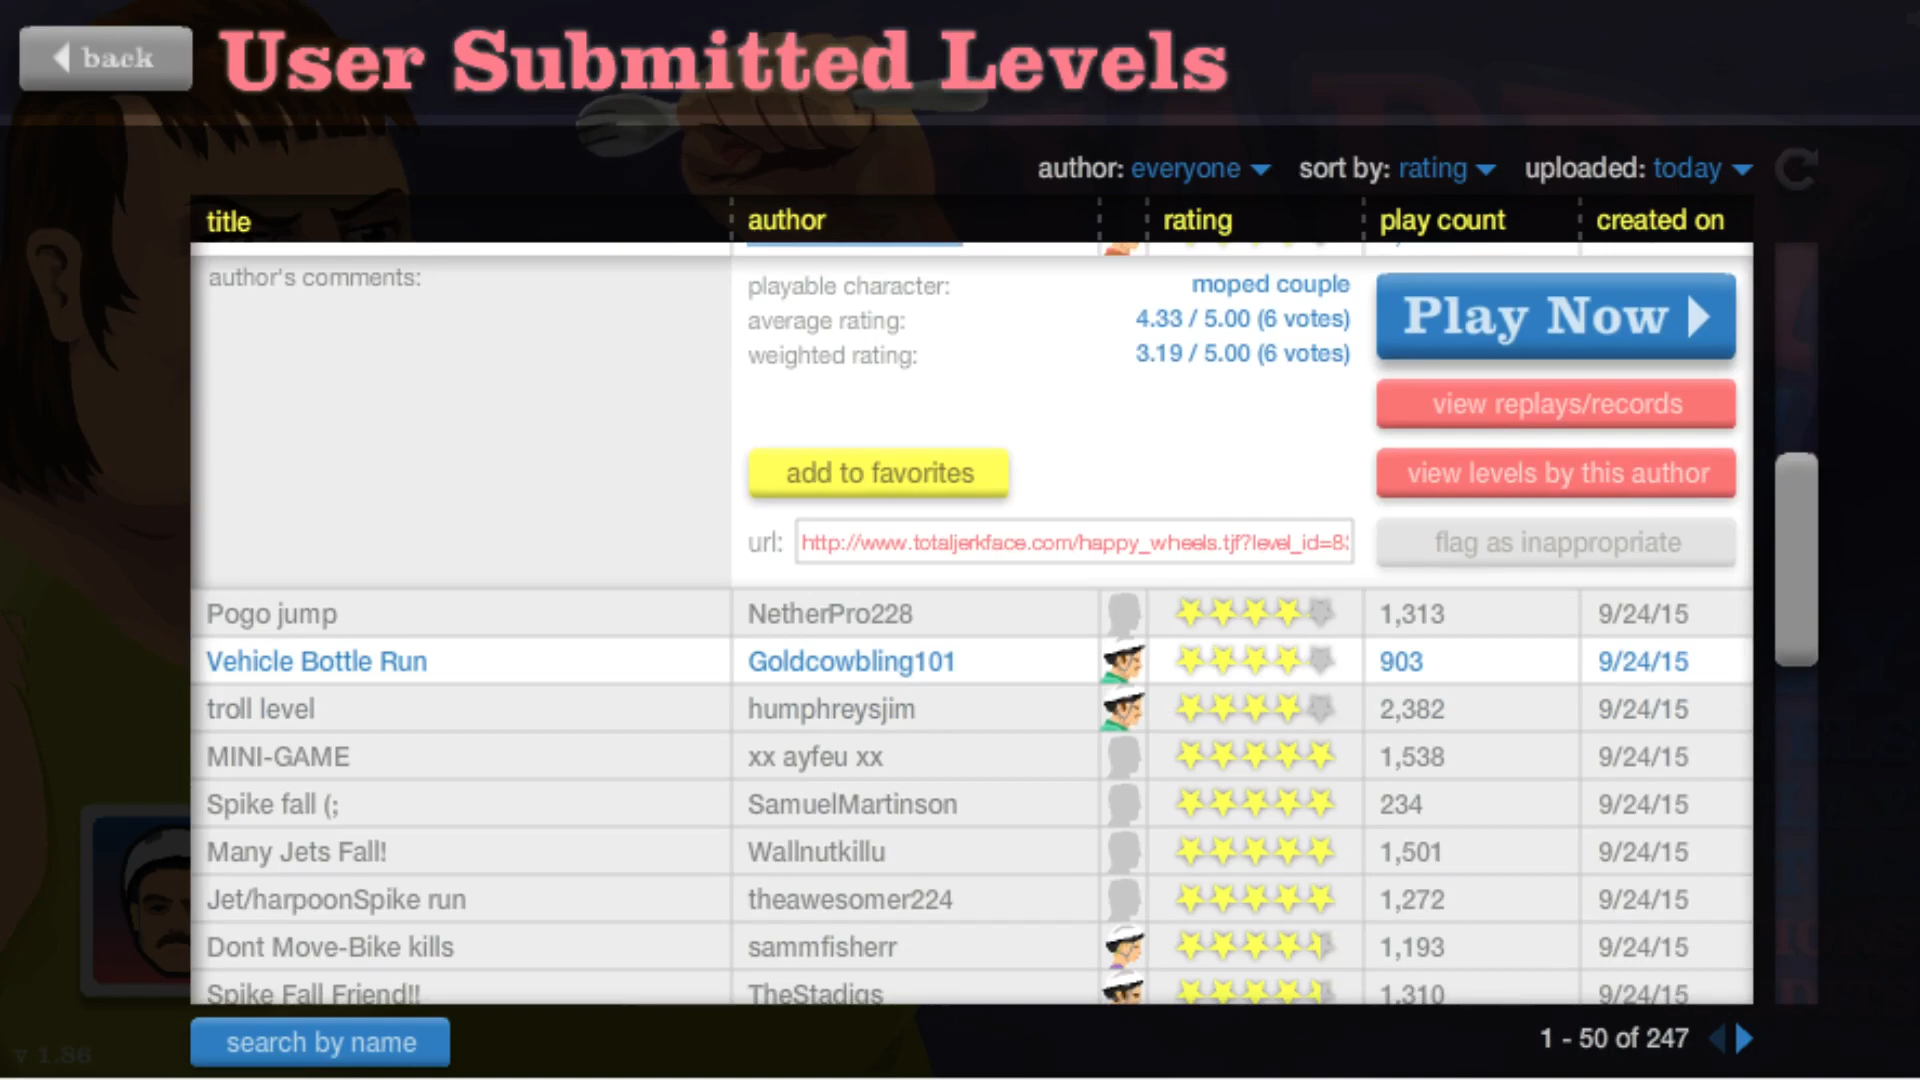 back
User Submitted Levels
author: everyone sort by: rating uploaded: today
title author rating play count created on
author's comments:
playable character: moped couple
average rating: 4.33 / 5.00 (6 votes)
weighted rating: 3.19 / 5.00 (6 votes)
Play Now
view replays/records
add to favorites
view levels by this author
url: http://www.totaljerkface.com/happy_wheels.tjf?level_id=8
flag as inappropriate
Pogo jump NetherPro228 1,313 9/24/15
Vehicle Bottle Run Goldcowbling101 903 9/24/15
troll level humphreysjim 2,382 9/24/15
MINI-GAME xx ayfeu xx 1,538 9/24/15
Spike fall (; SamuelMartinson 234 9/24/15
Many Jets Fall! Wallnutkillu 1,501 9/24/15
Jet/harpoonSpike run theawesomer224 1,272 9/24/15
Dont Move-Bike kills sammfisherr 1,193 9/24/15
Spike Fall Friend!! TheStadigs 1,310 9/24/15
search by name
1 - 50 of 247
v 1.86